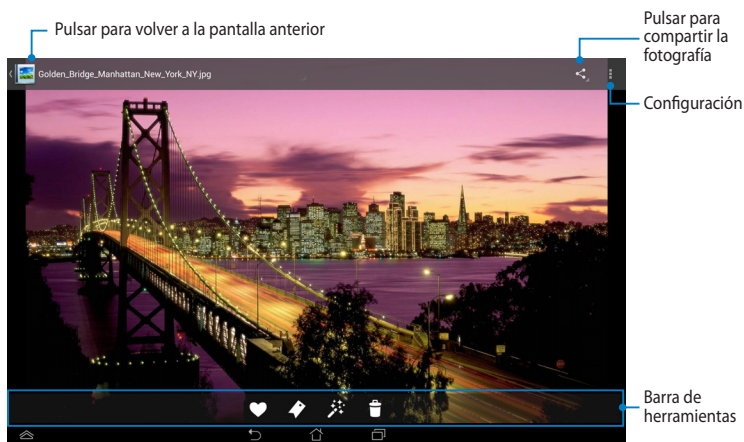 Pulsar para volver a la pantalla anterior
Pulsar para
compartir la
fotografía
Golden_Bridge_Manhattan_New_York_NY.jpg
Configuración
Barra de
herramientas